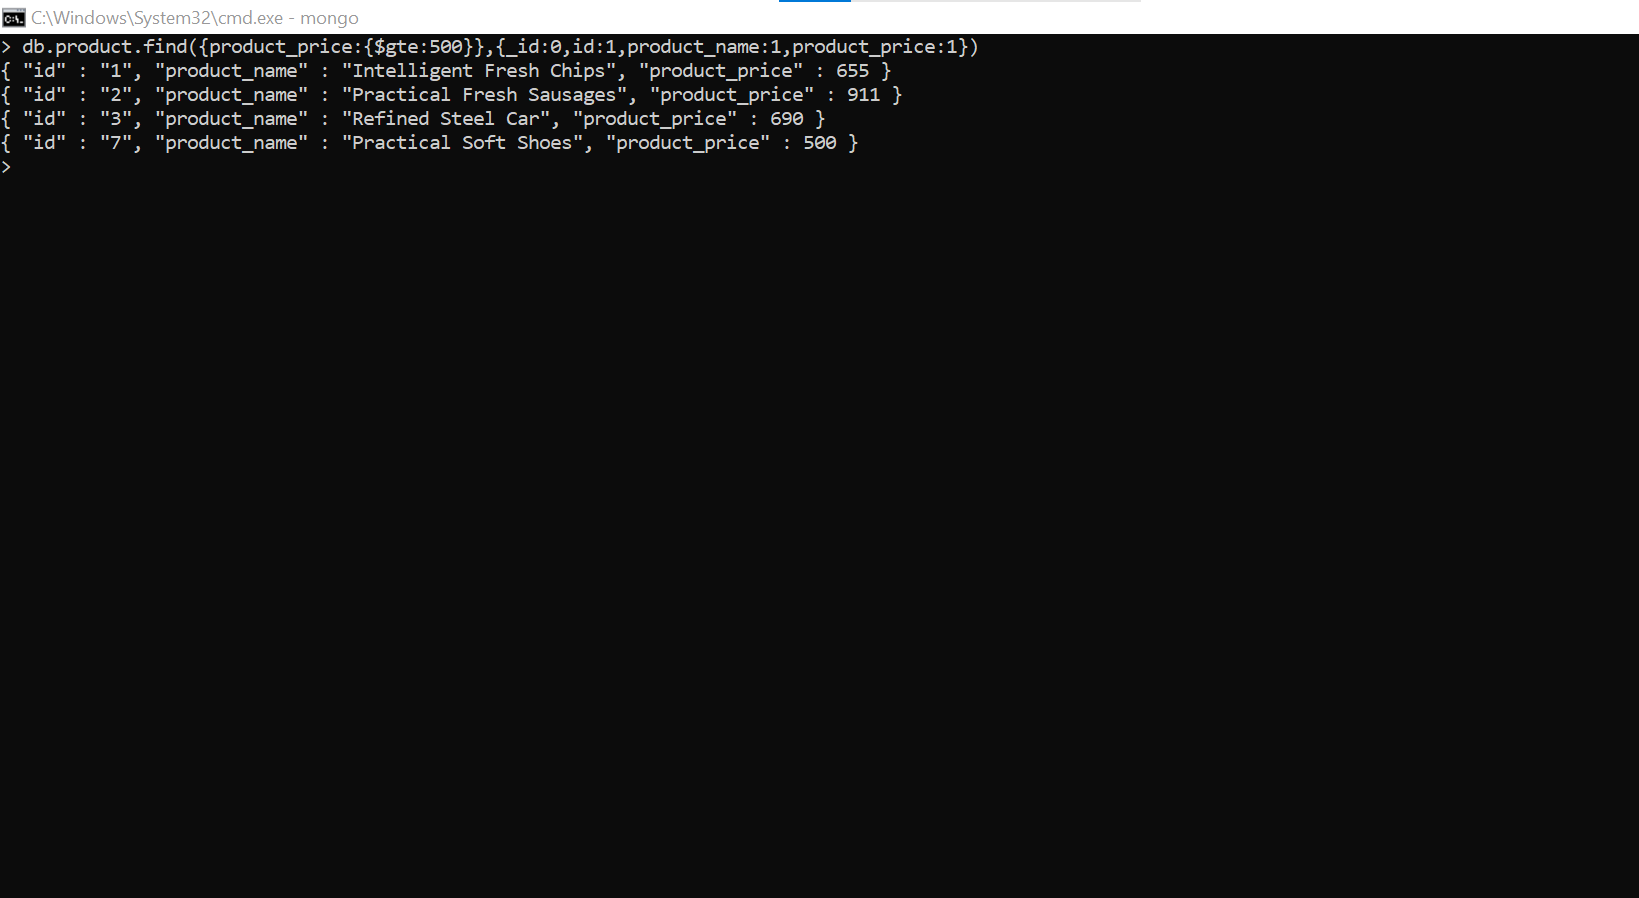 C:\Windows\System32\cmd.exe - mongo
> db.product.find({product_price:{$gte:500}},{_id:0,id:1,product_name:1,product_price:1})
{ "id" : "1", "product_name" : "Intelligent Fresh Chips", "product_price" : 655 }
{ "id" : "2", "product_name" : "Practical Fresh Sausages", "product_price" : 911 }
{ "id" : "3", "product_name" : "Refined Steel Car", "product_price" : 690 }
{ "id" : "7", "product_name" : "Practical Soft Shoes", "product_price" : 500 }
>